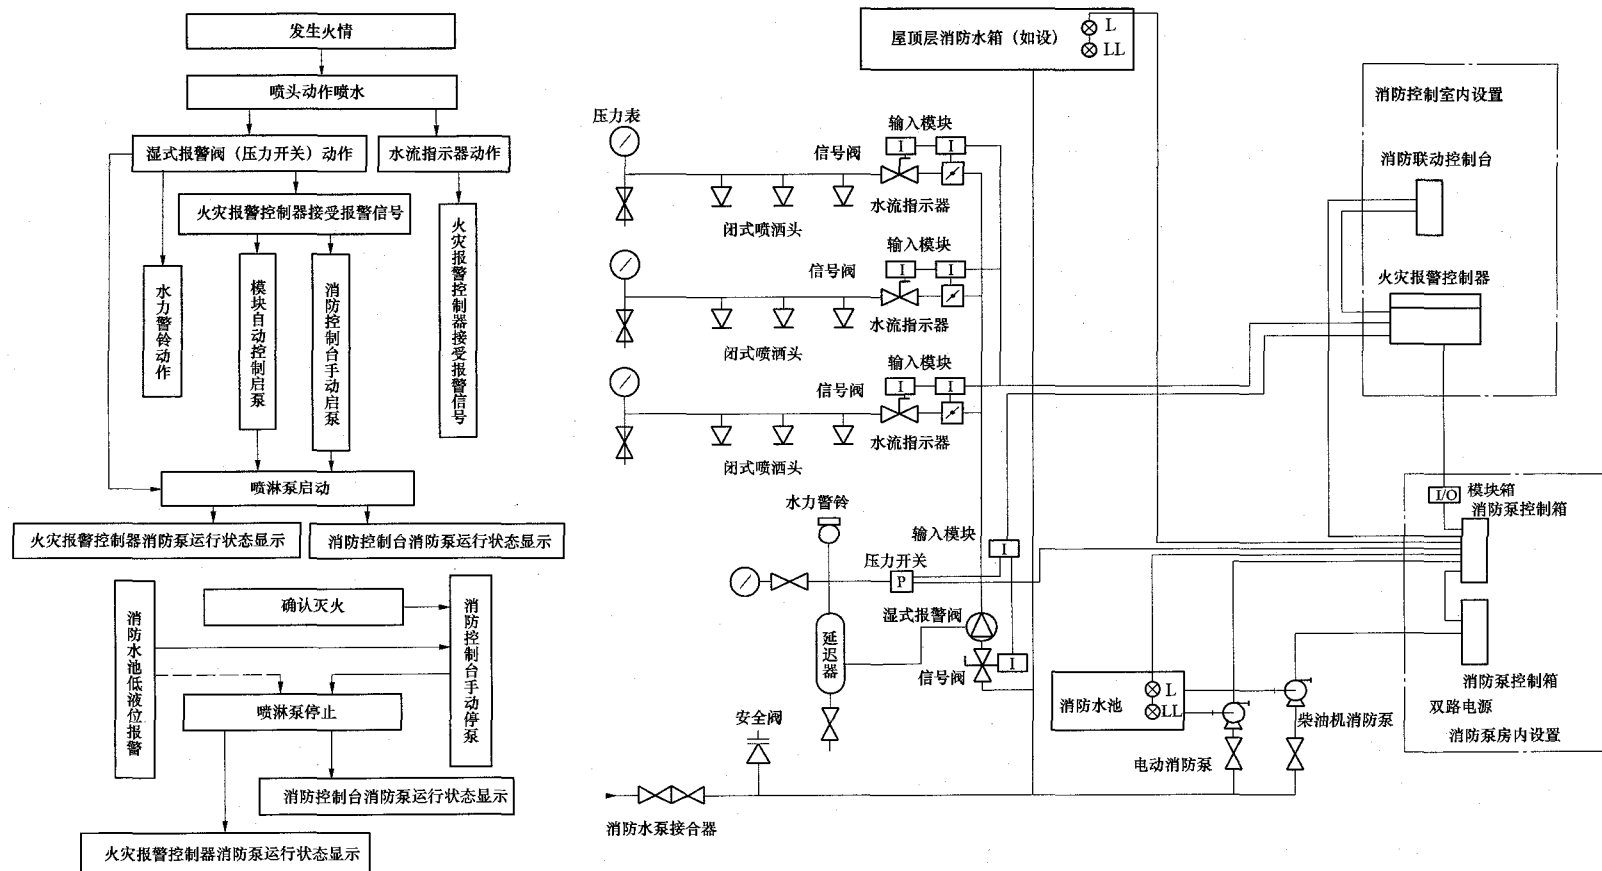 发生火情
喷头动作喷水
湿式报警阀（压力开关）动作
水流指示器动作
火灾报警控制器接受报警信号
水力警铃动作
模块自动控制启泵
消防控制台手动启泵
火灾报警控制器接受报警信号
喷淋泵启动
火灾报警控制器消防泵运行状态显示
消防控制台消防泵运行状态显示
消防水池低液位报警
确认灭火
消防控制台手动停泵
喷淋泵停止
消防控制台消防泵运行状态显示
火灾报警控制器消防泵运行状态显示
屋顶层消防水箱（如设）
L
LL
压力表
信号阀
输入模块
I
I
水流指示器
闭式喷洒头
输入模块
信号阀
I
I
水流指示器
闭式喷洒头
输入模块
信号阀
I
I
水流指示器
闭式喷洒头
水力警铃
输入模块
I
压力开关
P
湿式报警阀
延迟器
信号阀
I
安全阀
消防水泵接合器
消防水池
L
LL
电动消防泵
柴油机消防泵
消防控制室内设置
消防联动控制台
火灾报警控制器
I/O
模块箱
消防泵控制箱
消防泵控制箱
双路电源
消防泵房内设置